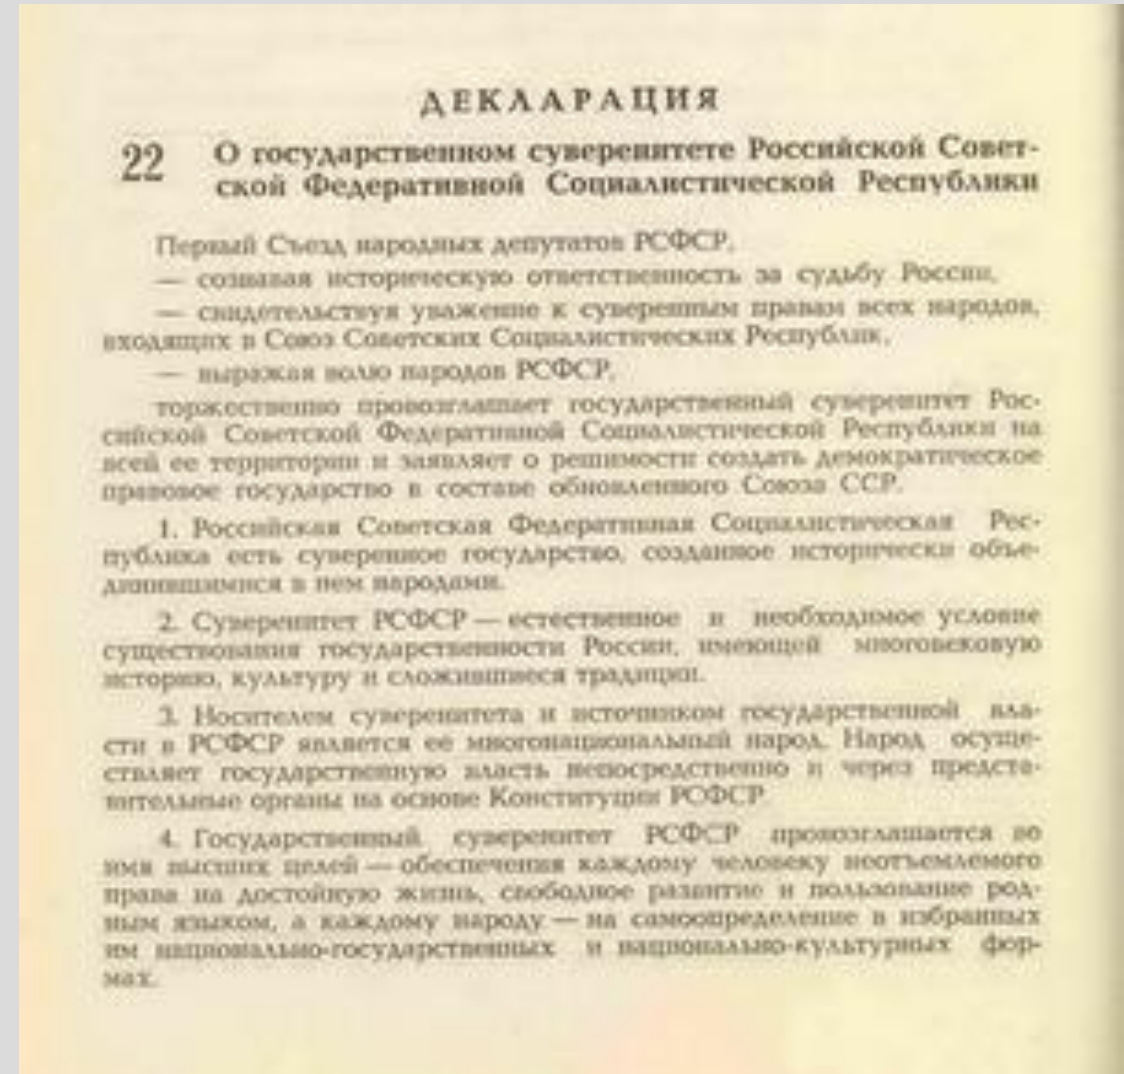 ДЕКЛАРАЦИЯ
22 О государственном суверенитете Российской Совет-
ской Федеративной Социалистической Республики
Первый Съезд народных депутатов РСФСР,
— сознавая историческую ответственность за судьбу России,
— свидетельствуя уважение к суверенным правам всех народов,
входящих в Союз Советских Социалистических Республик,
— выражая волю народов РСФСР,
торжественно провозглашает государственный суверенитет Рос-
сийской Советской Федеративной Социалистической Республики на
всей ее территории и заявляет о решимости создать демократическое
правовое государство в составе обновленного Союза ССР.
1. Российская Советская Федеративная Социалистическая Рес-
публика есть суверенное государство, созданное исторически объе-
динившимися в нем народами.
2. Суверенитет РСФСР — естественное и необходимое условие
существования государственности России, имеющей многовековую
историю, культуру и сложившиеся традиции.
3. Носителем суверенитета и источником государственной вла-
сти в РСФСР является ее многонациональный народ. Народ осуще-
ствляет государственную власть непосредственно и через предста-
вительные органы на основе Конституции РСФСР.
4. Государственный суверенитет РСФСР провозглашается во
имя высших целей — обеспечения каждому человеку неотъемлемого
права на достойную жизнь, свободное развитие и пользование род-
ным языком, а каждому народу — на самоопределение в избранных
им национально-государственных и национально-культурных фор-
мах.